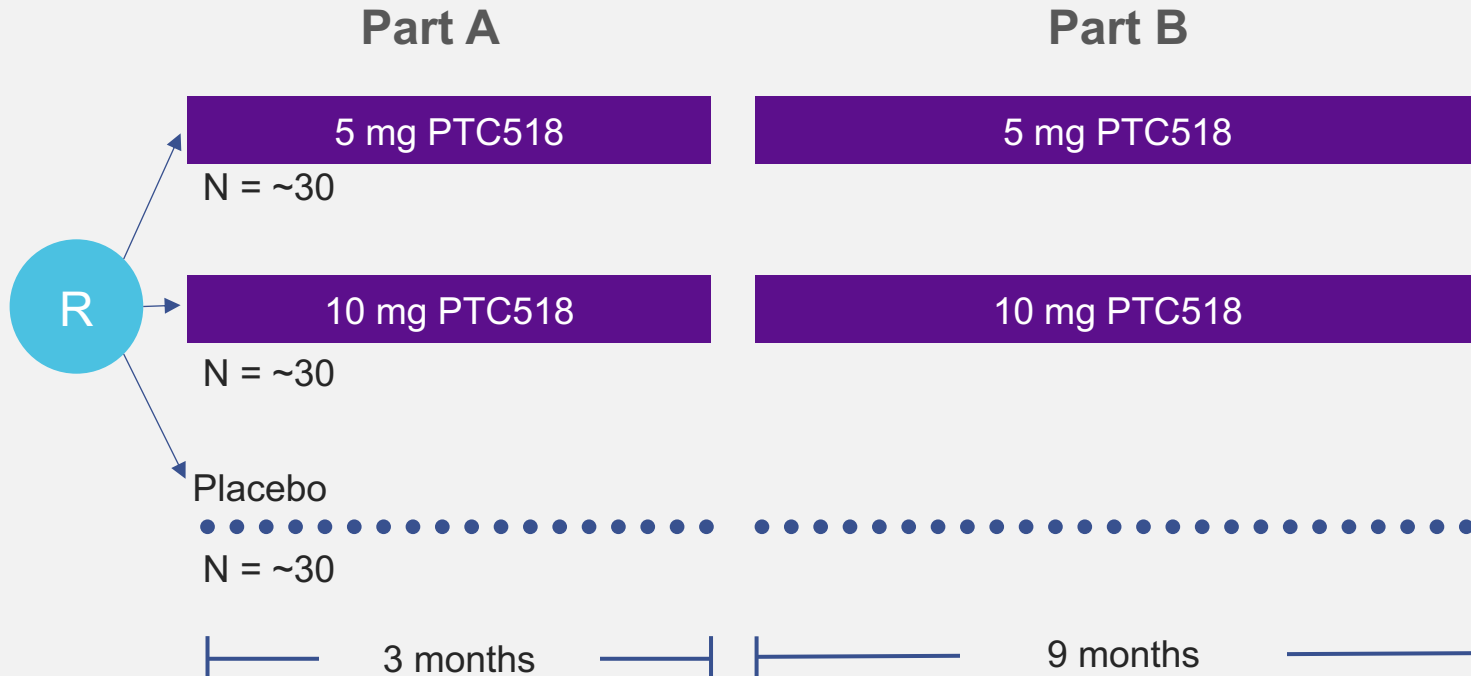 Part A
Part B
5 mg PTC518
5 mg PTC518
N = ~30
R
10 mg PTC518
10 mg PTC518
N = ~30
Placebo
N = ~30
3 months
9 months